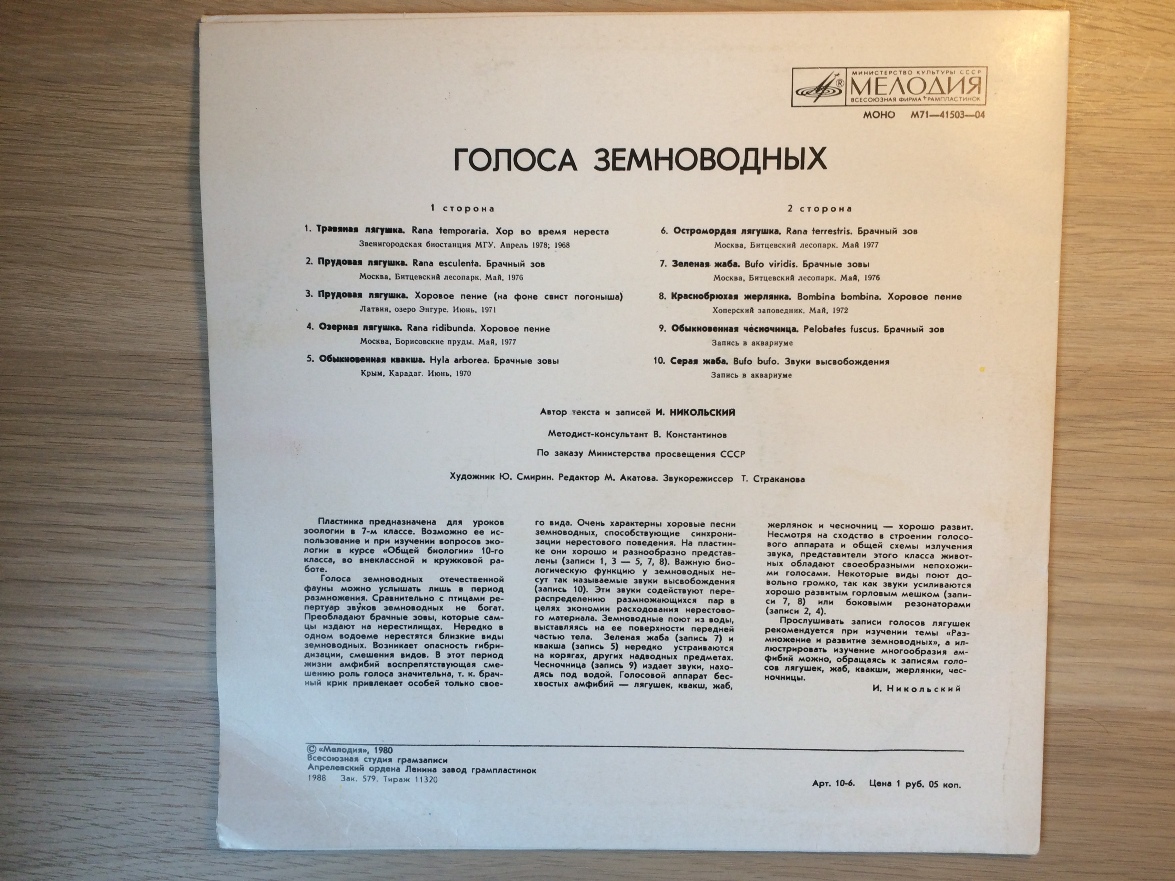 МИНИСТЕРСТВО КУЛЬТУРЫ СССР
МЕЛОДИЯ
ВСЕСОЮЗНАЯ ФИРМА ГРАМПЛАСТИНОК
МОНО М71—41503—04
ГОЛОСА ЗЕМНОВОДНЫХ
1 сторона
1. Травяная лягушка. Rana temporaria. Хор во время нереста
Звенигородская биостанция МГУ. Апрель 1978; 1968
2. Прудовая лягушка. Rana esculenta. Брачный зов
Москва, Битцевский лесопарк. Май, 1976
3. Прудовая лягушка. Хоровое пение (на фоне свист погоныша)
Латвия, озеро Энгуре. Июнь, 1971
4. Озерная лягушка. Rana ridibunda. Хоровое пение
Москва, Борисовские пруды. Май, 1977
5. Обыкновенная квакша. Hyla arborea. Брачные зовы
Крым, Карадаг. Июнь, 1970
2 сторона
6. Остромордая лягушка. Rana terrestris. Брачный зов
Москва, Битцевский лесопарк. Май 1977
7. Зеленая жаба. Bufo viridis. Брачные зовы
Москва, Битцевский лесопарк. Май, 1976
8. Краснобрюхая жерлянка. Bombina bombina. Хоровое пение
Хоперский заповедник. Май, 1972
9. Обыкновенная чесночница. Pelobates fuscus. Брачный зов
Запись в аквариуме
10. Серая жаба. Bufo bufo. Звуки высвобождения
Запись в аквариуме
Автор текста и записей И. НИКОЛЬСКИЙ
Методист-консультант В. Константинов
По заказу Министерства просвещения СССР
Художник Ю. Смирин. Редактор М. Акатова. Звукорежиссер Т. Страканова
Пластинка предназначена для уроков
зоологии в 7-м классе. Возможно ее ис-
пользование и при изучении вопросов эко-
логии в курсе «Общей биологии» 10-го
класса, во внеклассной и кружковой ра-
боте.
Голоса земноводных отечественной
фауны можно услышать лишь в период
размножения. Сравнительно с птицами ре-
пертуар звуков земноводных не богат.
Преобладают брачные зовы, которые сам-
цы издают на нерестилищах. Нередко в
одном водоеме нерестятся близкие виды
земноводных. Возникает опасность гибри-
дизации, смешения видов. В этот период
жизни амфибий воспрепятствующая сме-
шению роль голоса значительна, т. к. брач-
ный крик привлекает особей только свое-
го вида. Очень характерны хоровые песни
земноводных, способствующие синхрони-
зации нерестового поведения. На пластин-
ке они хорошо и разнообразно представ-
лены (записи 1, 3 — 5, 7, 8). Важную био-
логическую функцию у земноводных не-
сут так называемые звуки высвобождения
(запись 10). Эти звуки содействуют пере-
распределению размножающихся пар в
целях экономии расходования нерестово-
го материала. Земноводные поют из воды,
выставляясь на ее поверхности передней
частью тела. Зеленая жаба (запись 7) и
квакша (запись 5) нередко устраиваются
на корягах, других надводных предметах.
Чесночница (запись 9) издает звуки, нахо-
дясь под водой. Голосовой аппарат бес-
хвостых амфибий — лягушек, квакш, жаб,
жерлянок и чесночниц — хорошо развит.
Несмотря на сходство в строении голосо-
вого аппарата и общей схемы излучения
звука, представители этого класса живот-
ных обладают своеобразными непохожи-
ми голосами. Некоторые виды поют до-
вольно громко, так как звуки усиливаются
хорошо развитым горловым мешком (запи-
си 7, 8) или боковыми резонаторами
(записи 2, 4).
Прослушивать записи голосов лягушек
рекомендуется при изучении темы «Раз-
множение и развитие земноводных», а ил-
люстрировать изучение многообразия ам-
фибий можно, обращаясь к записям голо-
сов лягушек, жаб, квакши, жерлянки, чес-
ночницы.
И. Никольский
© «Мелодия», 1980
Всесоюзная студия грамзаписи
Апрелевский ордена Ленина завод грампластинок
1988 Зак. 579. Тираж 11320
Арт. 10-6. Цена 1 руб. 05 коп.